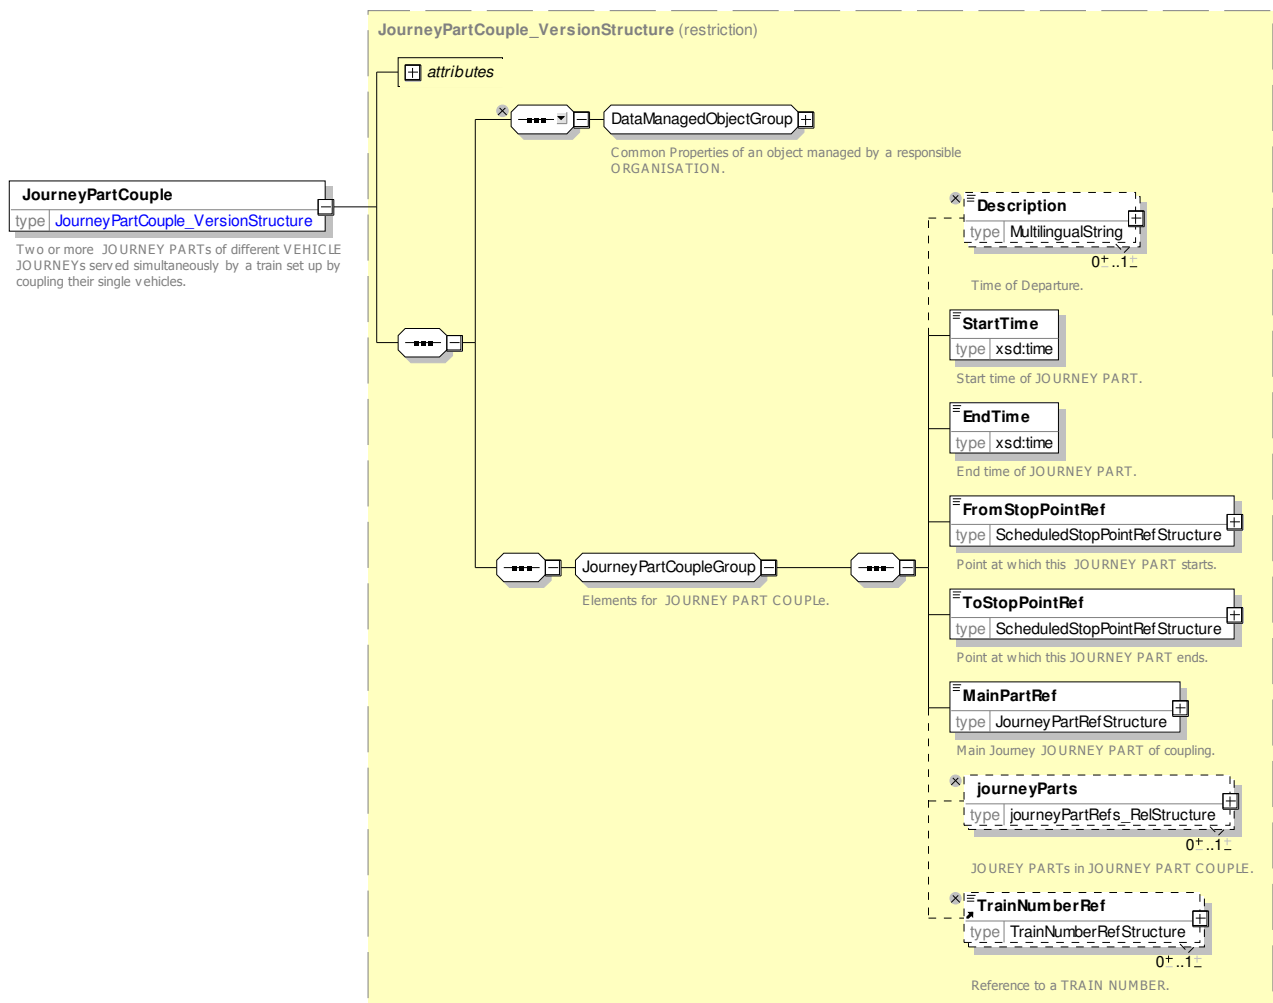 JourneyPartCouple_VersionStructure (restriction)
attributes
DataManagedObjectGroup
Common Properties of an object managed by a responsible
ORGANISATION.
JourneyPartCouple
type JourneyPartCouple_VersionStructure
Two or more JOURNEY PARTs of different VEHICLE
JOURNEYs served simultaneously by a train set up by
coupling their single vehicles.
Description
type MultilingualString
0..1
Time of Departure.
StartTime
type xsd:time
Start time of JOURNEY PART.
EndTime
type xsd:time
End time of JOURNEY PART.
FromStopPointRef
type ScheduledStopPointRefStructure
Point at which this JOURNEY PART starts.
JourneyPartCoupleGroup
Elements for JOURNEY PART COUPLe.
ToStopPointRef
type ScheduledStopPointRefStructure
Point at which this JOURNEY PART ends.
MainPartRef
type JourneyPartRefStructure
Main Journey JOURNEY PART of coupling.
journeyParts
type journeyPartRefs_RelStructure
0..1
JOUREY PARTs in JOURNEY PART COUPLE.
TrainNumberRef
type TrainNumberRefStructure
0..1
Reference to a TRAIN NUMBER.